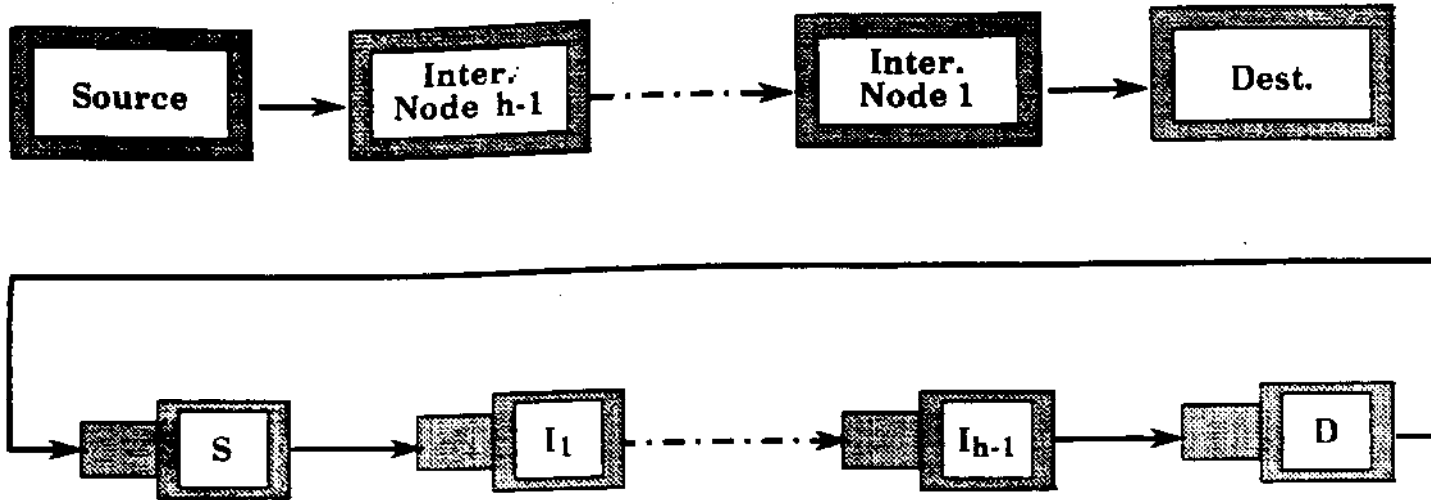 Source
Inter.
Node h-1
Inter.
Node 1
Dest.
S
I1
Ih-1
D